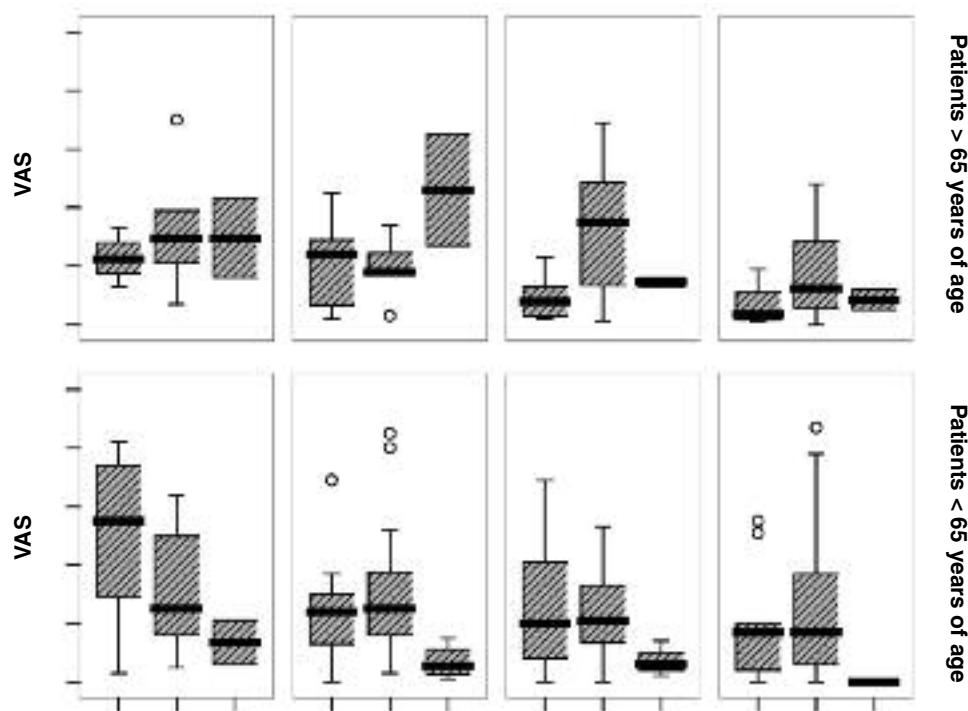 VAS
Patients > 65 years of age
VAS
Patients < 65 years of age